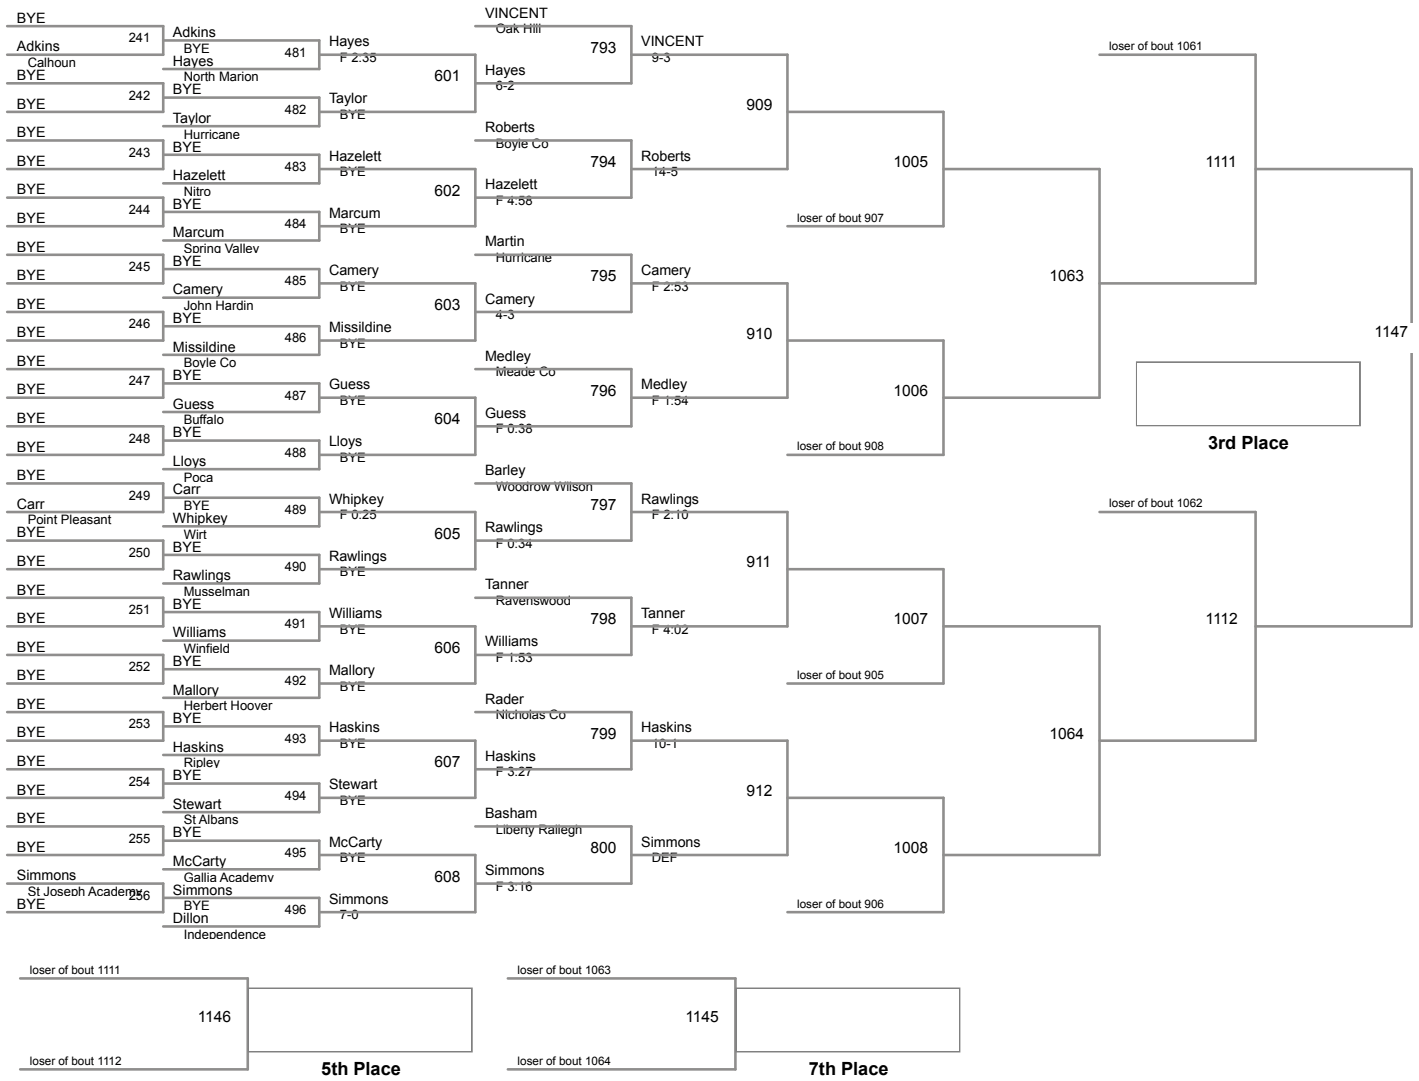 BYE
241
Adkins
Calhoun
BYE
242
BYE
BYE
243
BYE
BYE
244
BYE
BYE
245
BYE
BYE
246
BYE
BYE
247
BYE
BYE
248
BYE
BYE
249
Carr
Point Pleasant
BYE
250
BYE
BYE
251
BYE
BYE
252
BYE
BYE
253
BYE
BYE
254
BYE
BYE
255
BYE
Simmons
St Joseph Academy
256
BYE
Adkins
BYE
481
Hayes
North Marion
BYE
482
Taylor
Hurricane
BYE
483
Hazelett
Nitro
BYE
484
Marcum
Spring Valley
BYE
485
Camery
John Hardin
BYE
486
Missildine
Boyle Co
BYE
487
Guess
Buffalo
BYE
488
Lloys
Poca
Carr
BYE
489
Whipkey
Wirt
BYE
490
Rawlings
Musselman
BYE
491
Williams
Winfield
BYE
492
Mallory
Herbert Hoover
BYE
493
Haskins
Ripley
BYE
494
Stewart
St Albans
BYE
495
McCarty
Gallia Academy
Simmons
BYE
496
Dillon
Independence
Hayes
F 2:35
601
Taylor
BYE
Hazelett
BYE
602
Marcum
BYE
Camery
BYE
603
Missildine
BYE
Guess
BYE
604
Lloys
BYE
Whipkey
F 0:25
605
Rawlings
BYE
Williams
BYE
606
Mallory
BYE
Haskins
BYE
607
Stewart
BYE
McCarty
BYE
608
Simmons
7-0
VINCENT
Oak Hill
793
Hayes
6-2
Roberts
Boyle Co
794
Hazelett
F 4:58
Martin
Hurricane
795
Camery
4-3
Medley
Meade Co
796
Guess
F 0:38
Barley
Woodrow Wilson
797
Rawlings
F 0:34
Tanner
Ravenswood
798
Williams
F 1:53
Rader
Nicholas Co
799
Haskins
F 3:27
Basham
Liberty Raliegh
800
Simmons
F 3:16
VINCENT
9-3
909
Roberts
14-5
Camery
F 2:53
910
Medley
F 1:54
Rawlings
F 2:10
911
Tanner
F 4:02
Haskins
10-1
912
Simmons
DEF
1005
loser of bout 907
1006
loser of bout 908
1007
loser of bout 905
1008
loser of bout 906
1063
1064
loser of bout 1061
1111
loser of bout 1062
1112
1147
3rd Place
loser of bout 1111
1146
loser of bout 1112
5th Place
loser of bout 1063
1145
loser of bout 1064
7th Place